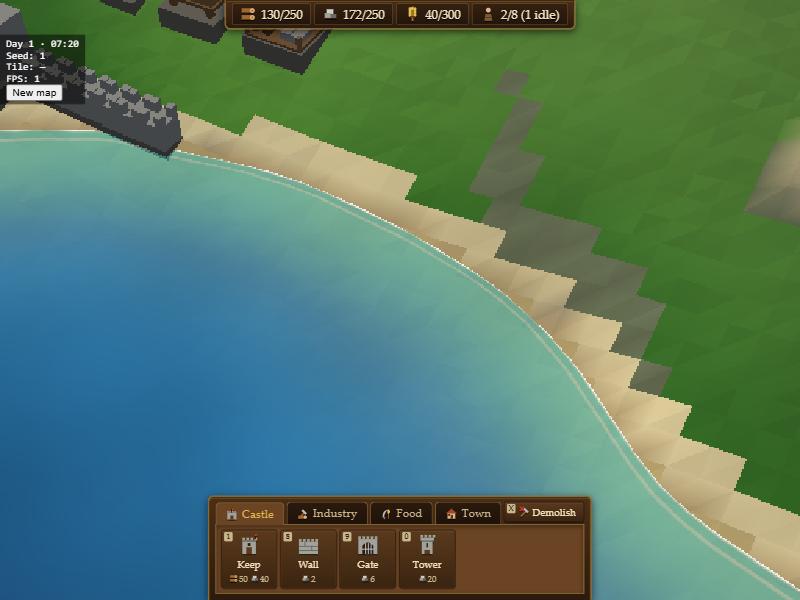 130/250 172/250 40/300 2/8 (1 idle)
Day 1 · 07:20
Seed: 1
Tile: —
FPS: 1
New map
Castle Industry Food Town X Demolish
1 8 9 0
Keep Wall Gate Tower
50 40 2 6 20